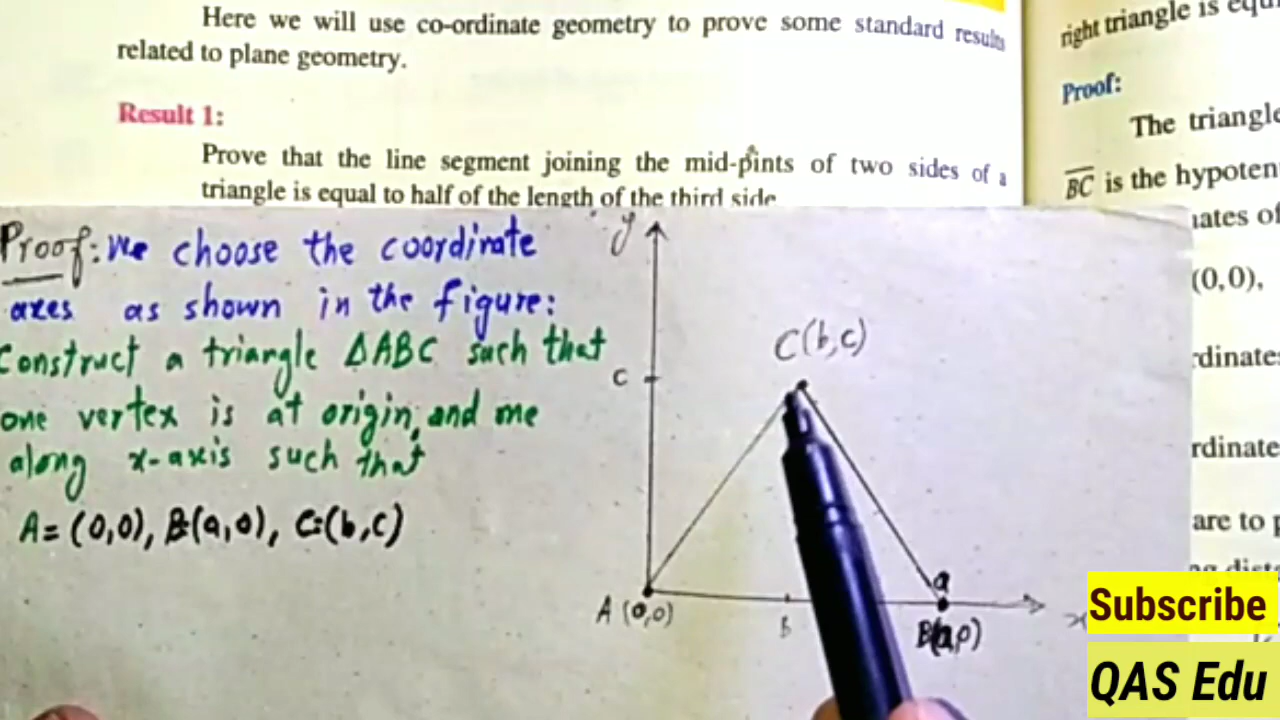 Here we will use co-ordinate geometry to prove some standard results
related to plane geometry.
Result 1:
Prove that the line segment joining the mid-pints of two sides of a
triangle is equal to half of the length of the third side
right triangle is
Proof:
The triangle
BC is the hypoten
(0,0),
are to
Proof: We choose the coordinate
axes as shown in the figure:
Construct a triangle ΔABC such that
one vertex is at origin, and one
along x-axis such that
A = (0,0), B(a,0), C:(b,c)
y
C(b,c)
c
a
A (0,0)
B
x
Subscribe
QAS Edu